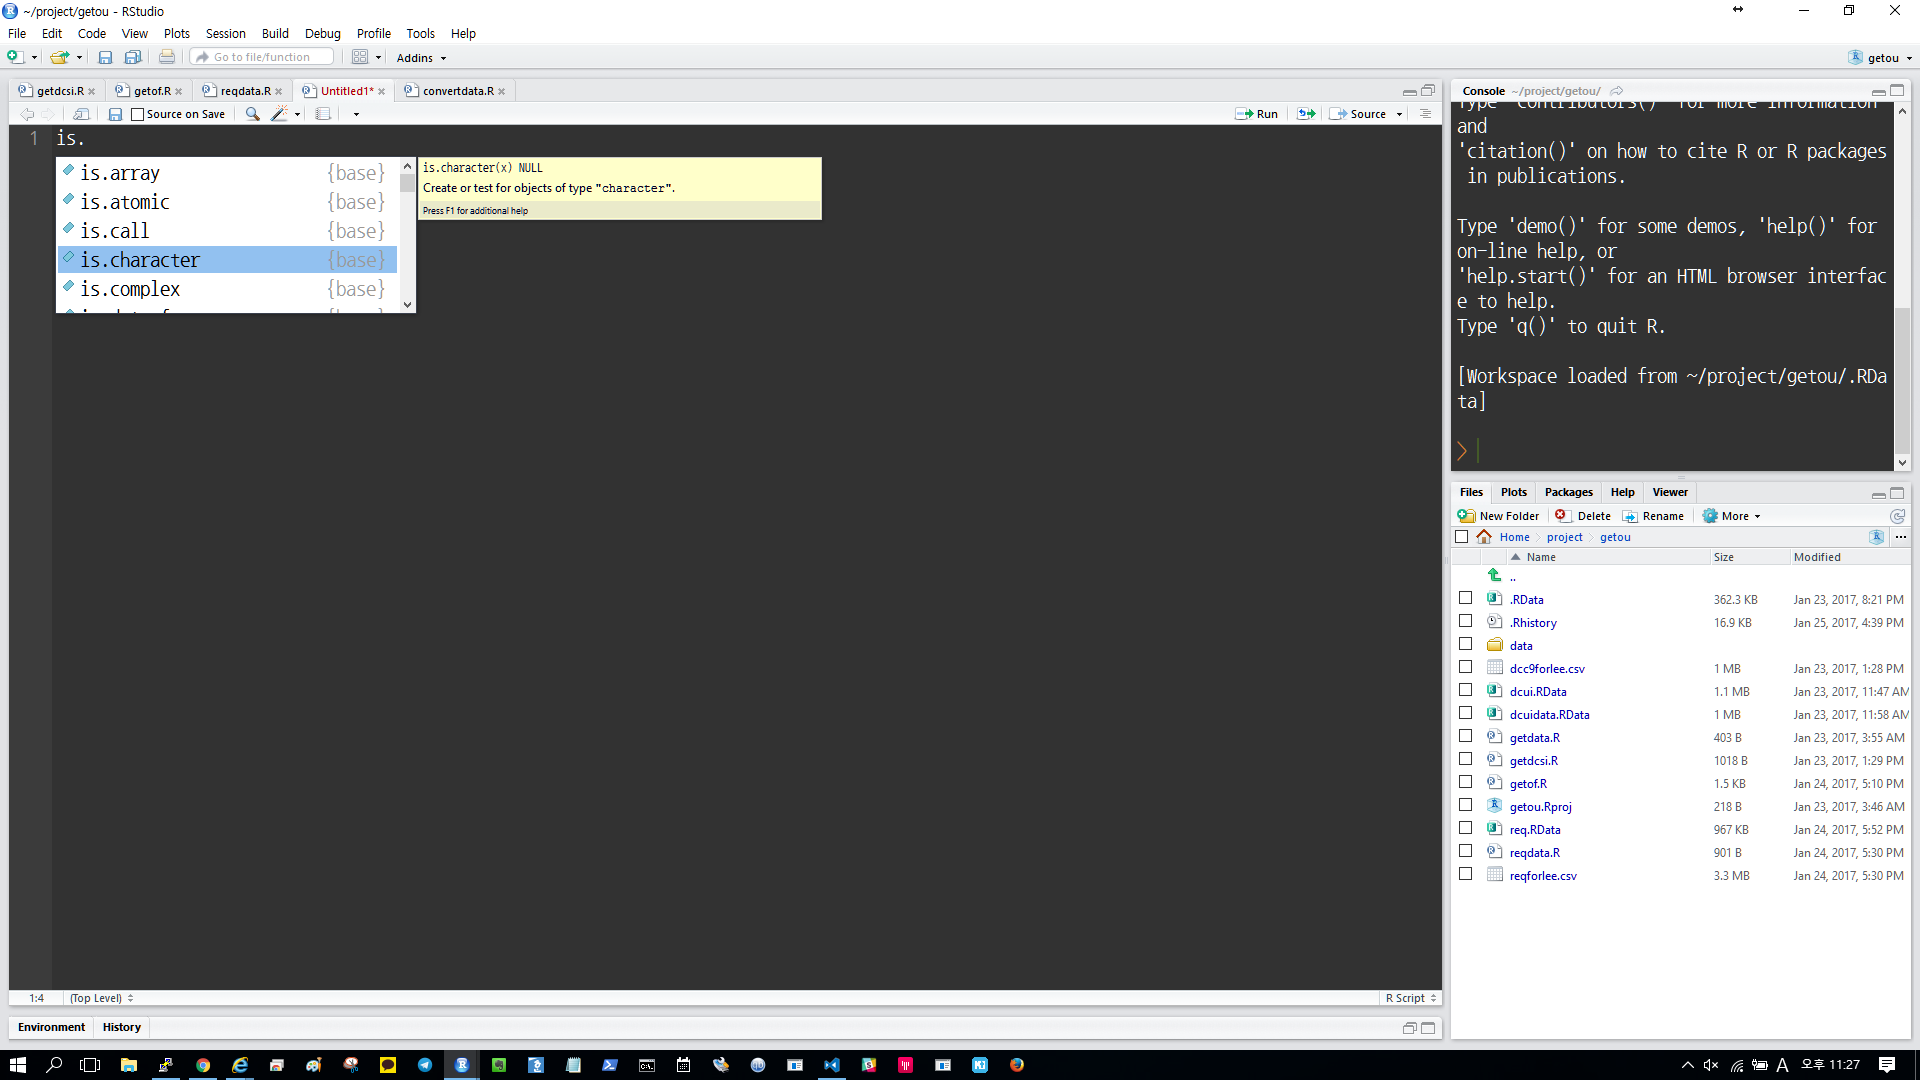 ~/project/getou - RStudio
File Edit Code View Plots Session Build Debug Profile Tools Help
Go to file/function Addins getou
getdcsi.R getof.R reqdata.R Untitled1* convertdata.R
Source on Save Run Source
1 is.
is.array {base}
is.atomic {base}
is.call {base}
is.character {base}
is.complex {base}
is.character(x) NULL
Create or test for objects of type "character".
Press F1 for additional help
1:4 (Top Level) R Script
Environment History
Console ~/project/getou/
Type 'contributors()' for more information
and
'citation()' on how to cite R or R packages
in publications.
Type 'demo()' for some demos, 'help()' for
on-line help, or
'help.start()' for an HTML browser interfac
e to help.
Type 'q()' to quit R.
[Workspace loaded from ~/project/getou/.RDa
ta]
>
Files Plots Packages Help Viewer
New Folder Delete Rename More
Home project getou ...
Name Size Modified
..
.RData 362.3 KB Jan 23, 2017, 8:21 PM
.Rhistory 16.9 KB Jan 25, 2017, 4:39 PM
data
dcc9forlee.csv 1 MB Jan 23, 2017, 1:28 PM
dcui.RData 1.1 MB Jan 23, 2017, 11:47 AM
dcuidata.RData 1 MB Jan 23, 2017, 11:58 AM
getdata.R 403 B Jan 23, 2017, 3:55 AM
getdcsi.R 1018 B Jan 23, 2017, 1:29 PM
getof.R 1.5 KB Jan 24, 2017, 5:10 PM
getou.Rproj 218 B Jan 23, 2017, 3:46 AM
req.RData 967 KB Jan 24, 2017, 5:52 PM
reqdata.R 901 B Jan 24, 2017, 5:30 PM
reqforlee.csv 3.3 MB Jan 24, 2017, 5:30 PM
A 오후 11:27